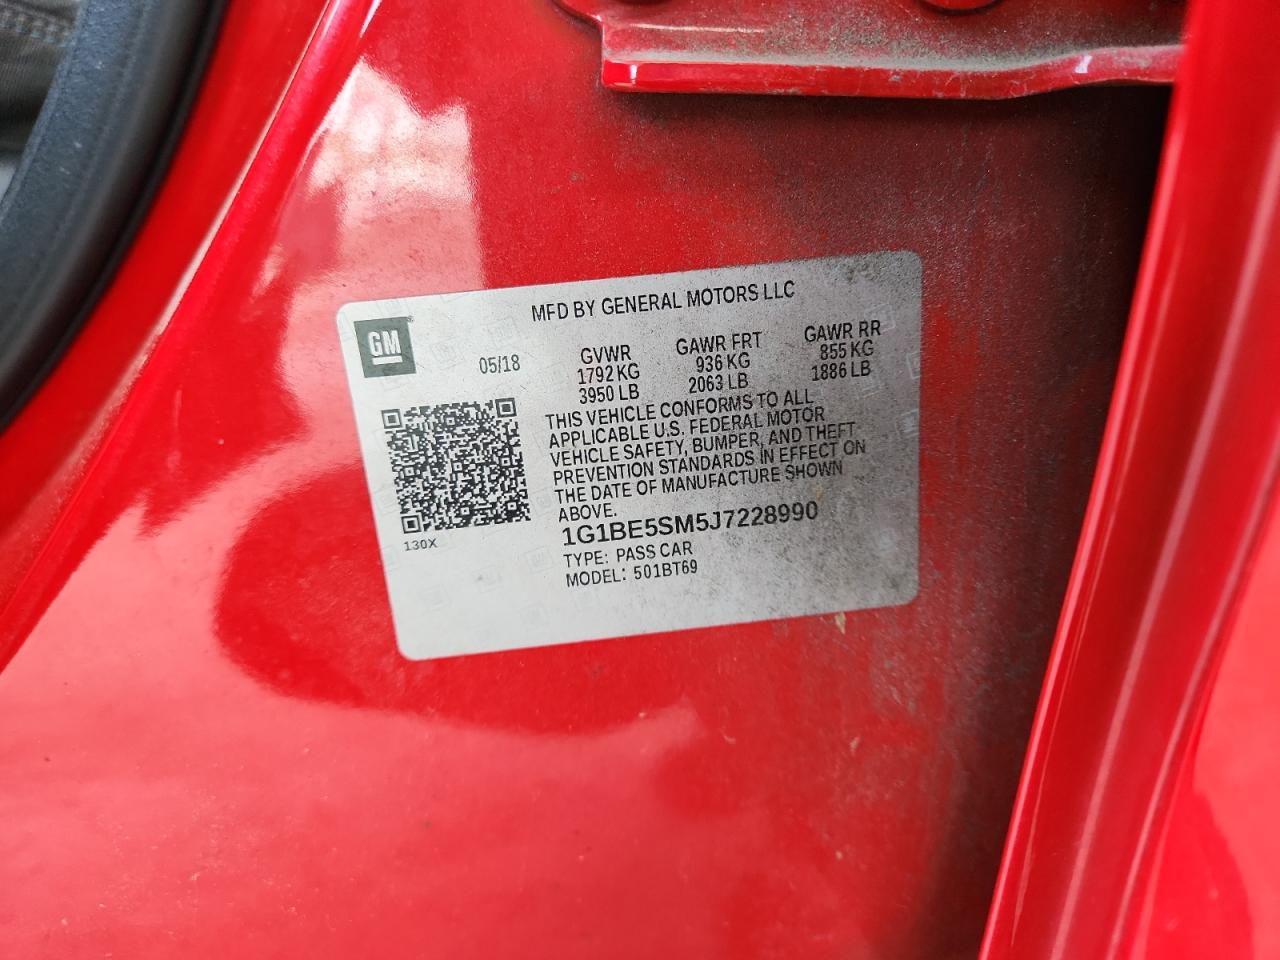 MFD BY GENERAL MOTORS LLC
GM
05/18
GVWR
1792 KG
3950 LB
GAWR FRT
936 KG
2063 LB
GAWR RR
855 KG
1886 LB
THIS VEHICLE CONFORMS TO ALL
APPLICABLE U.S. FEDERAL MOTOR
VEHICLE SAFETY, BUMPER, AND THEFT
PREVENTION STANDARDS IN EFFECT ON
THE DATE OF MANUFACTURE SHOWN
ABOVE.
1G1BE5SM5J7228990
TYPE: PASS CAR
MODEL: 501BT69
130X